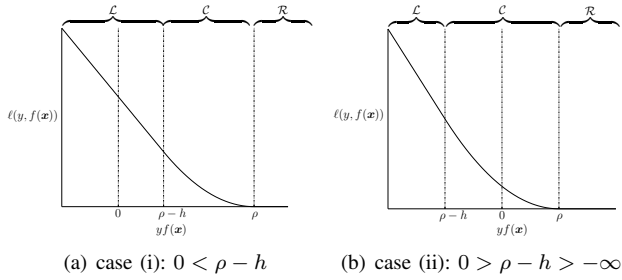 ℒ 𝒞 ℛ
ℓ(y, f(𝒙))
0 ρ − h ρ
yf(𝒙)
(a) case (i): 0 < ρ − h
ℒ 𝒞 ℛ
ℓ(y, f(𝒙))
ρ − h 0 ρ
yf(𝒙)
(b) case (ii): 0 > ρ − h > −∞